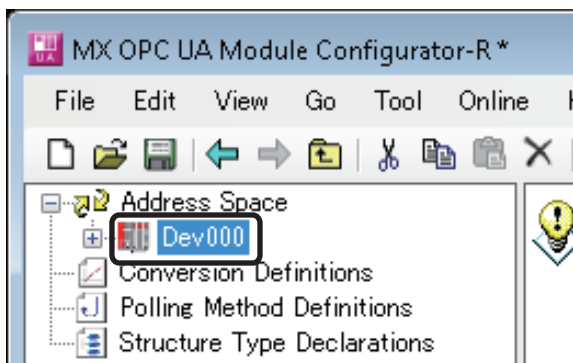 MX OPC UA Module Configurator-R *
File Edit View Go Tool Online
Address Space
Dev000
Conversion Definitions
Polling Method Definitions
Structure Type Declarations